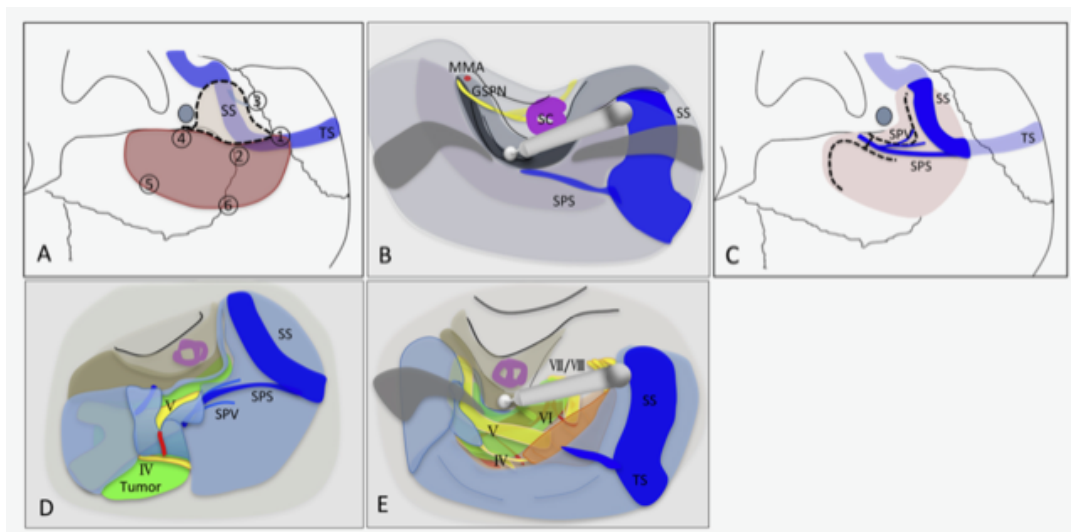 ①
②
③
④
⑤
⑥
SS
TS
A
MMA
GSPN
SC
SS
SPS
B
SS
SPV
TS
SPS
C
SS
V
SPS
SPV
IV
Tumor
D
VII/VIII
VI
SS
V
IV
TS
E